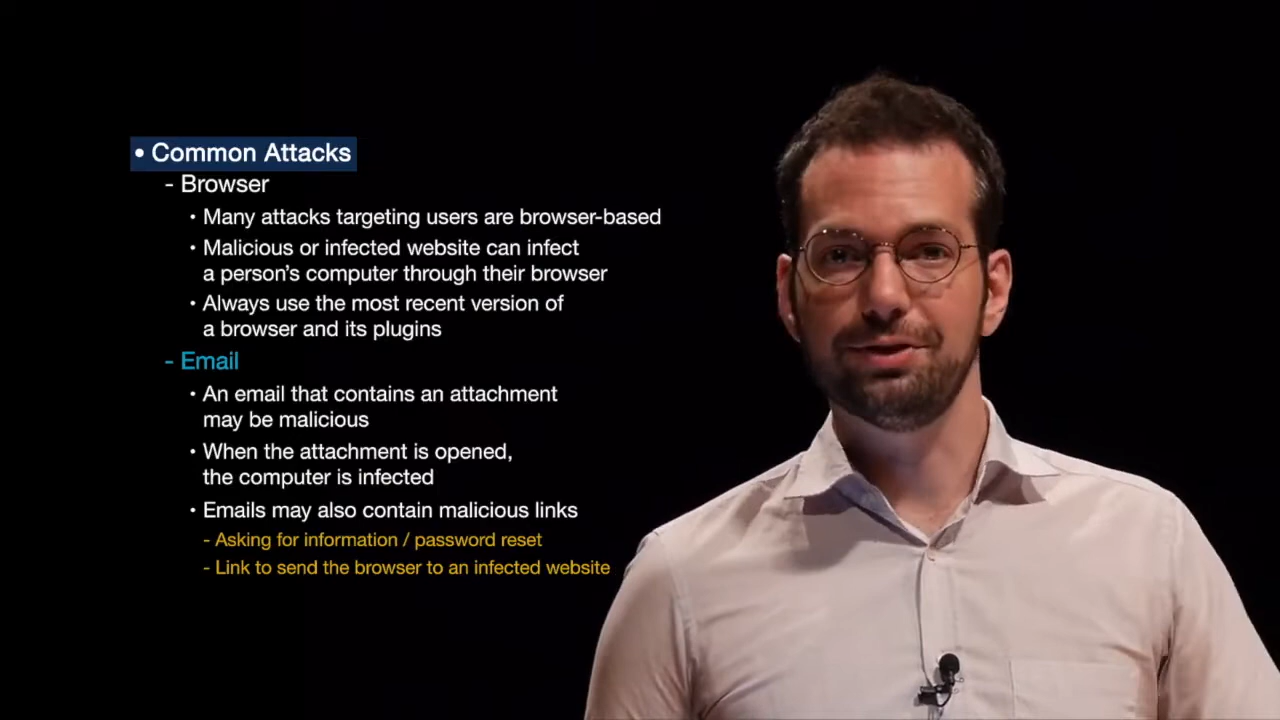 • Common Attacks
- Browser
• Many attacks targeting users are browser-based
• Malicious or infected website can infect
a person's computer through their browser
• Always use the most recent version of
a browser and its plugins
- Email
• An email that contains an attachment
may be malicious
• When the attachment is opened,
the computer is infected
• Emails may also contain malicious links
- Asking for information / password reset
- Link to send the browser to an infected website